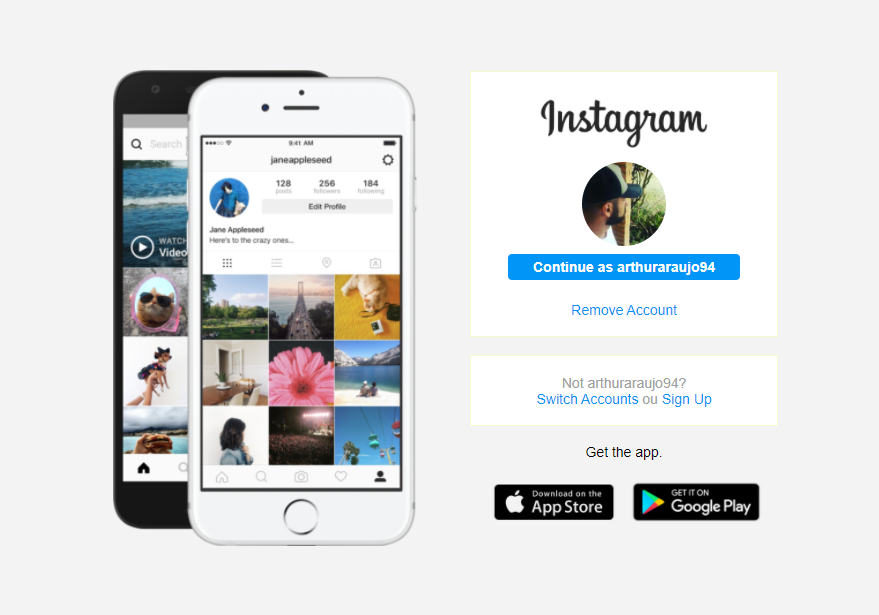 Search
WATCH
Video
9:41 AM
janeappleseed
128
256
184
posts
followers
following
Edit Profile
Jane Appleseed
Here's to the crazy ones...
Instagram
Continue as arthuraraujo94
Remove Account
Not arthuraraujo94?
Switch Accounts ou Sign Up
Get the app.
Download on the
App Store
GET IT ON
Google Play